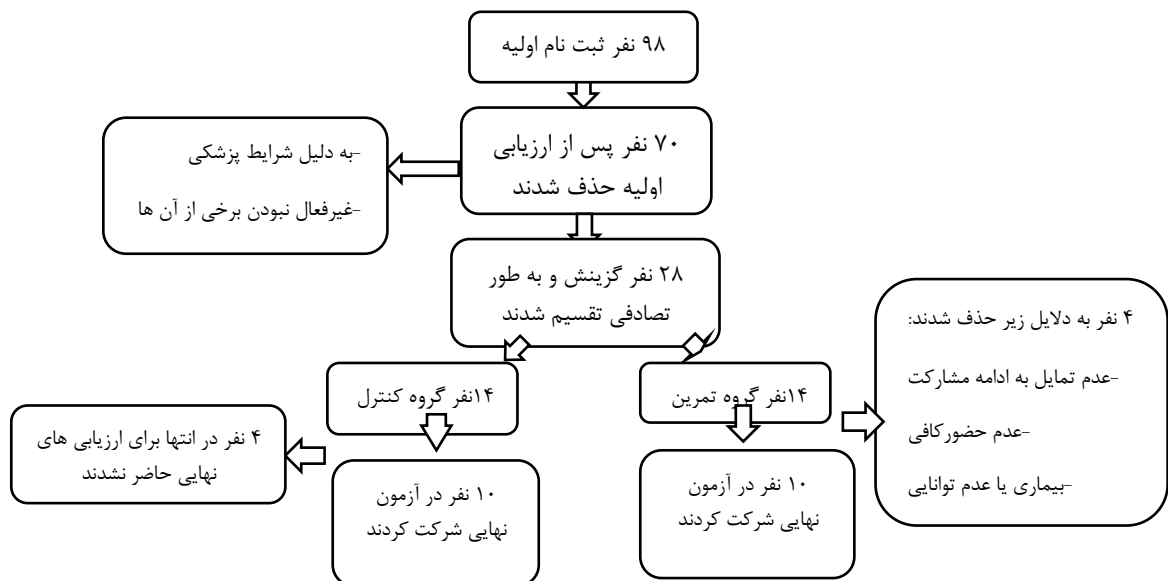 ۹۸ نفر ثبت نام اولیه
۷۰ نفر پس از ارزیابی
اولیه حذف شدند
-به دلیل شرایط پزشکی
-غیرفعال نبودن برخی از آن ها
۲۸ نفر گزینش و به طور
تصادفی تقسیم شدند
۴ نفر به دلایل زیر حذف شدند:
-عدم تمایل به ادامه مشارکت
-عدم حضورکافی
-بیماری یا عدم توانایی
۱۴نفر گروه تمرین
۱۴نفر گروه کنترل
۴ نفر در انتها برای ارزیابی های
نهایی حاضر نشدند
۱۰ نفر در آزمون
نهایی شرکت کردند
۱۰ نفر در آزمون
نهایی شرکت کردند